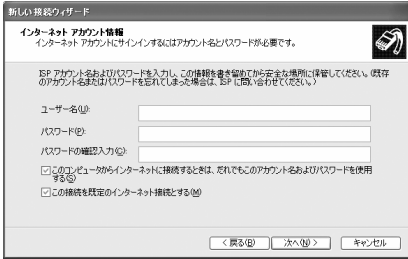 新しい接続ウィザード
インターネット アカウント情報
インターネット アカウントにサインインするにはアカウント名とパスワードが必要です。
ISP アカウント名およびパスワードを入力し、この情報を書き留めてから安全な場所に保管してください。(既存
のアカウント名またはパスワードを忘れてしまった場合は、ISP に問い合わせてください。)
ユーザー名(U):
パスワード(P):
パスワードの確認入力(C):
このコンピュータからインターネットに接続するときは、だれでもこのアカウント名およびパスワードを使用
する(S)
この接続を既定のインターネット接続とする(M)
< 戻る(B)
次へ(N) >
キャンセル